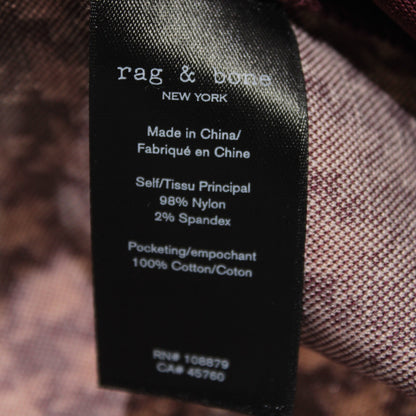 rag & bone
NEW YORK
Made in China/
Fabriqué en Chine
Self/Tissu Principal
98% Nylon
2% Spandex
Pocketing/empochant
100% Cotton/Coton
RN# 108879
CA# 45760